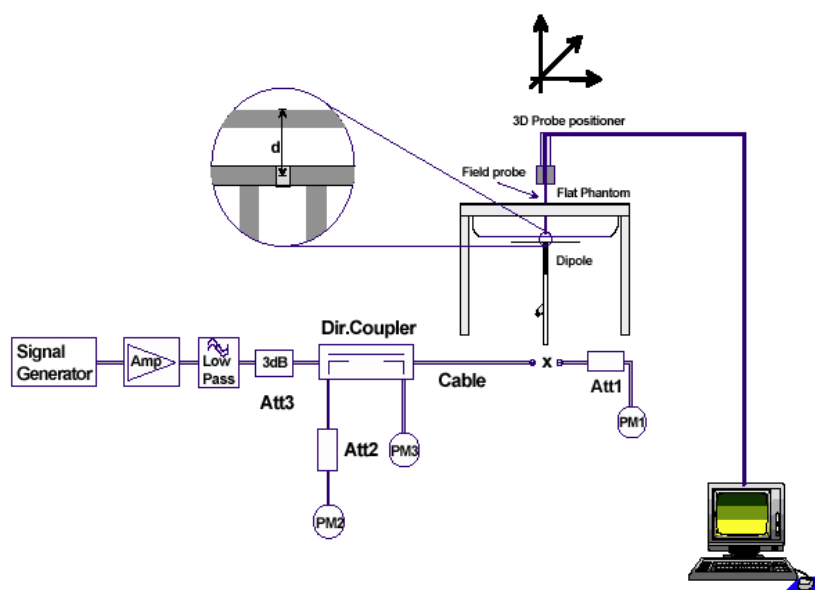 3D Probe positioner
d
Field probe
Flat Phantom
Dipole
Dir.Coupler
Signal
Generator
Amp
Low
Pass
3dB
Cable
x
Att1
Att3
PM1
Att2
PM3
PM2